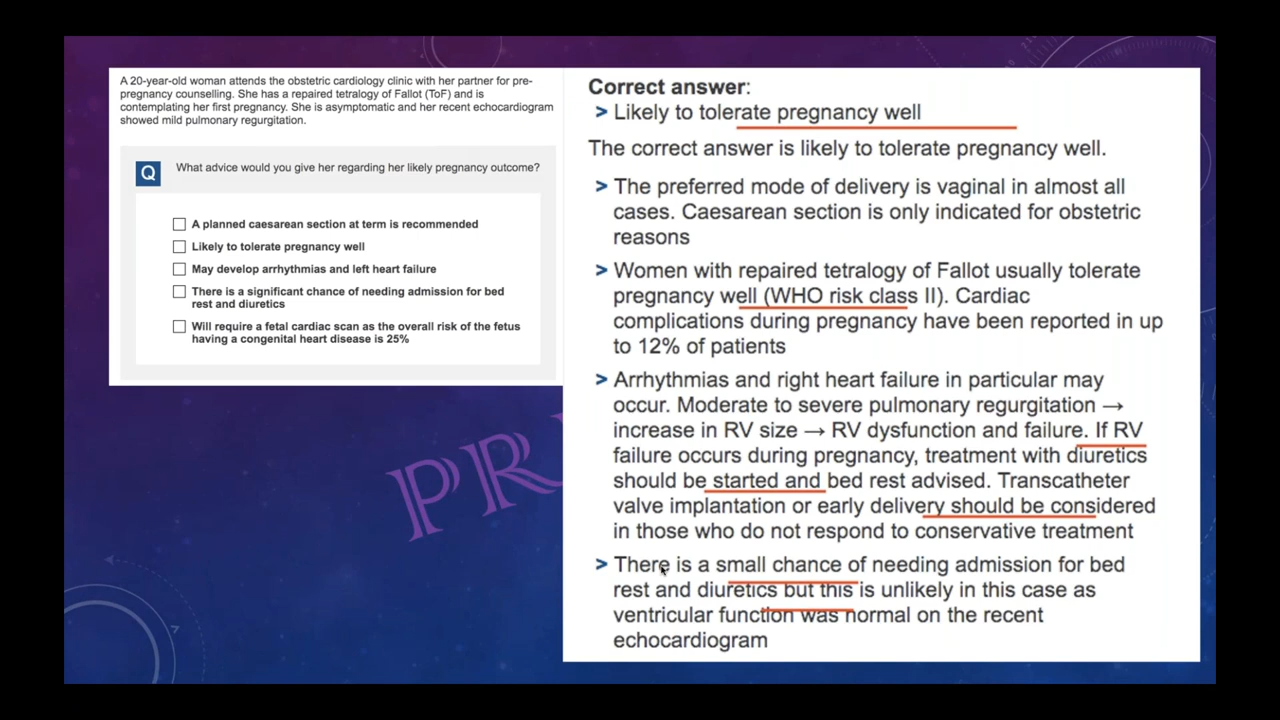 A 20-year-old woman attends the obstetric cardiology clinic with her partner for pre-
pregnancy counselling. She has a repaired tetralogy of Fallot (ToF) and is
contemplating her first pregnancy. She is asymptomatic and her recent echocardiogram
showed mild pulmonary regurgitation.
Q
What advice would you give her regarding her likely pregnancy outcome?
A planned caesarean section at term is recommended
Likely to tolerate pregnancy well
May develop arrhythmias and left heart failure
There is a significant chance of needing admission for bed
rest and diuretics
Will require a fetal cardiac scan as the overall risk of the fetus
having a congenital heart disease is 25%
Correct answer:
> Likely to tolerate pregnancy well
The correct answer is likely to tolerate pregnancy well.
> The preferred mode of delivery is vaginal in almost all
cases. Caesarean section is only indicated for obstetric
reasons
> Women with repaired tetralogy of Fallot usually tolerate
pregnancy well (WHO risk class II). Cardiac
complications during pregnancy have been reported in up
to 12% of patients
> Arrhythmias and right heart failure in particular may
occur. Moderate to severe pulmonary regurgitation →
increase in RV size → RV dysfunction and failure. If RV
failure occurs during pregnancy, treatment with diuretics
should be started and bed rest advised. Transcatheter
valve implantation or early delivery should be considered
in those who do not respond to conservative treatment
> There is a small chance of needing admission for bed
rest and diuretics but this is unlikely in this case as
ventricular function was normal on the recent
echocardiogram